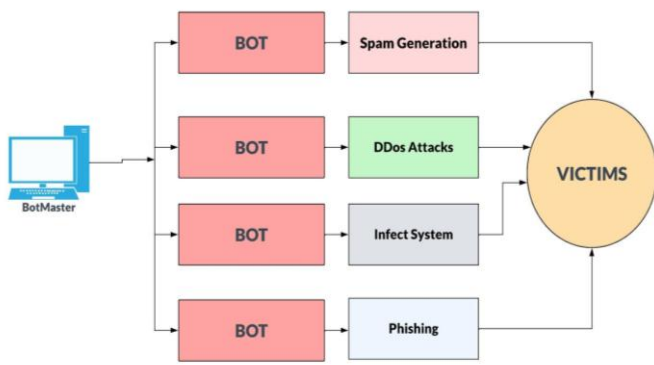 BOT
Spam Generation
BOT
DDos Attacks
VICTIMS
BotMaster
BOT
Infect System
BOT
Phishing